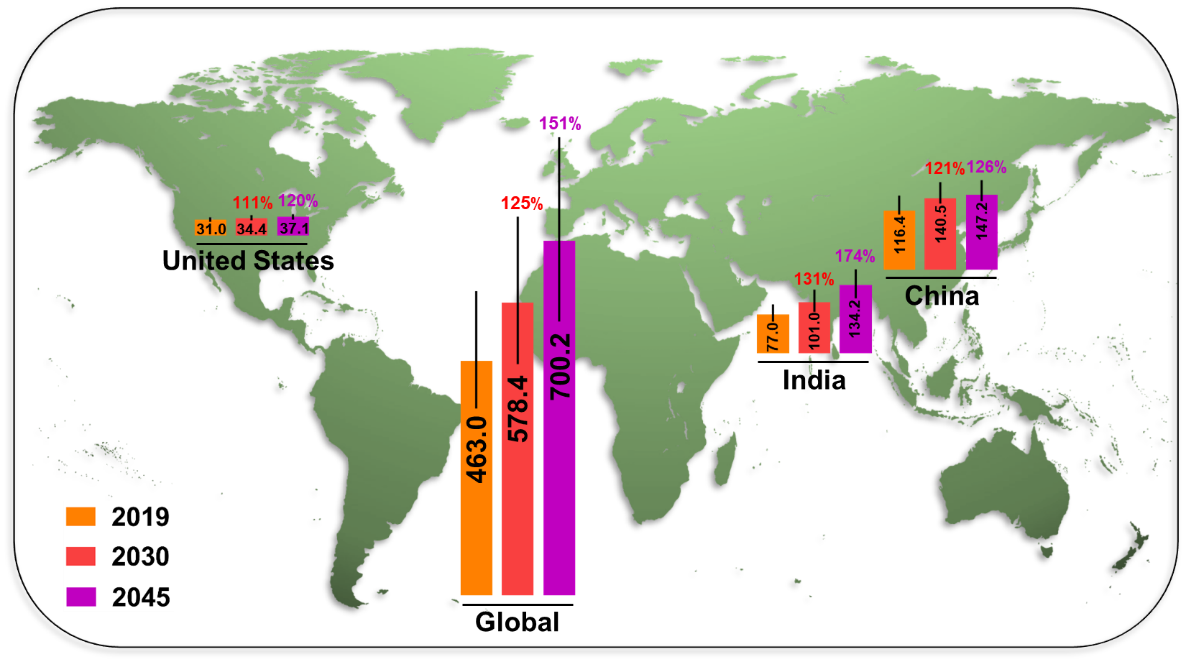 151%
125%
111% 120%
31.0 34.4 37.1
United States
121% 126%
116.4 140.5 147.2
China
131% 174%
77.0 101.0 134.2
India
463.0 578.4 700.2
Global
2019
2030
2045